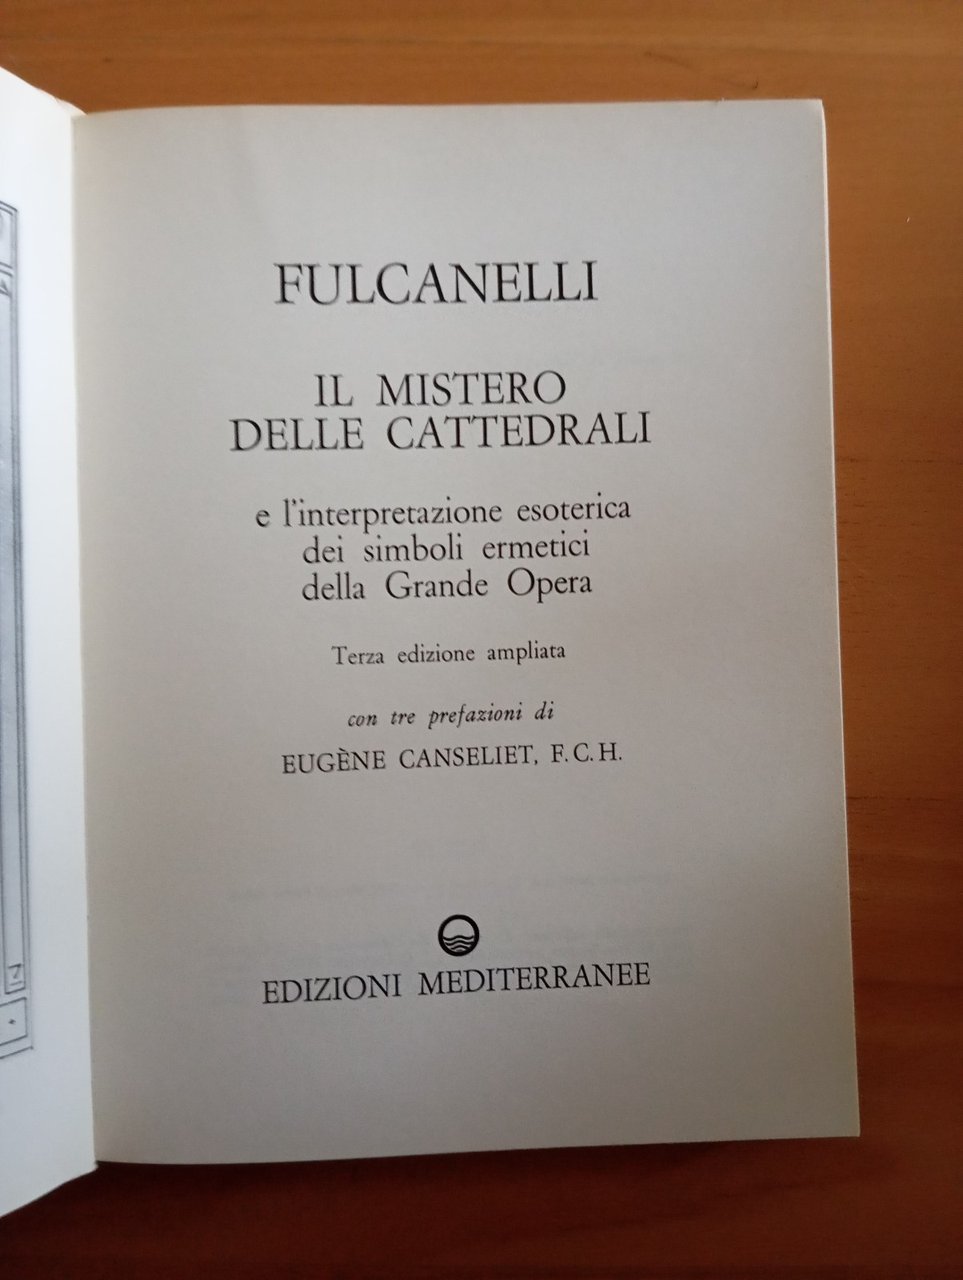 FULCANELLI
IL MISTERO
DELLE CATTEDRALI
e l'interpretazione esoterica
dei simboli ermetici
della Grande Opera
Terza edizione ampliata
con tre prefazioni di
EUGÈNE CANSELIET, F.C.H.
EDIZIONI MEDITERRANEE